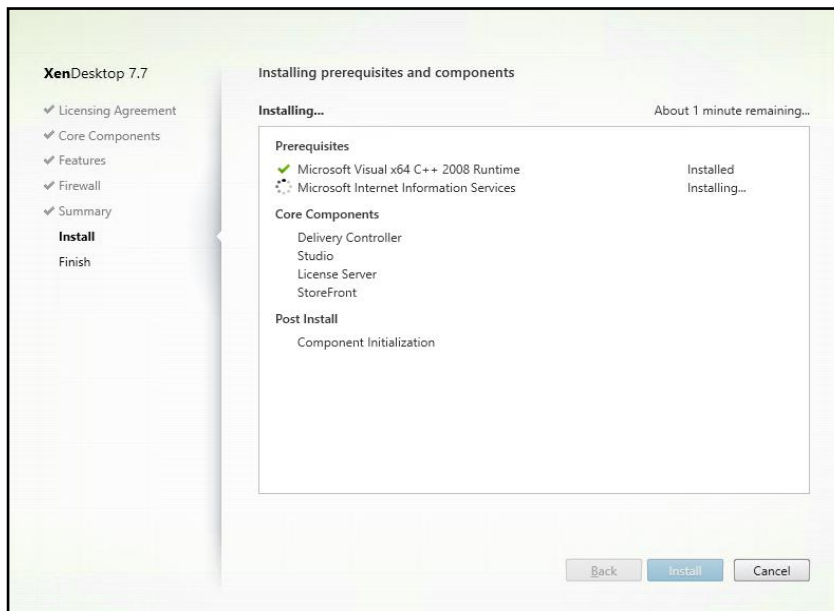 XenDesktop 7.7
Licensing Agreement
Core Components
Features
Firewall
Summary
Install
Finish
Installing prerequisites and components
Installing... About 1 minute remaining...
Prerequisites
Microsoft Visual x64 C++ 2008 Runtime Installed
Microsoft Internet Information Services Installing...
Core Components
Delivery Controller
Studio
License Server
StoreFront
Post Install
Component Initialization
Back Install Cancel